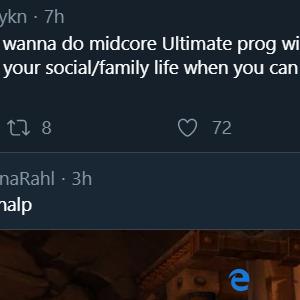 ykn · 7h
wanna do midcore Ultimate prog wi
your social/family life when you can
8 72
naRahl · 3h
halp